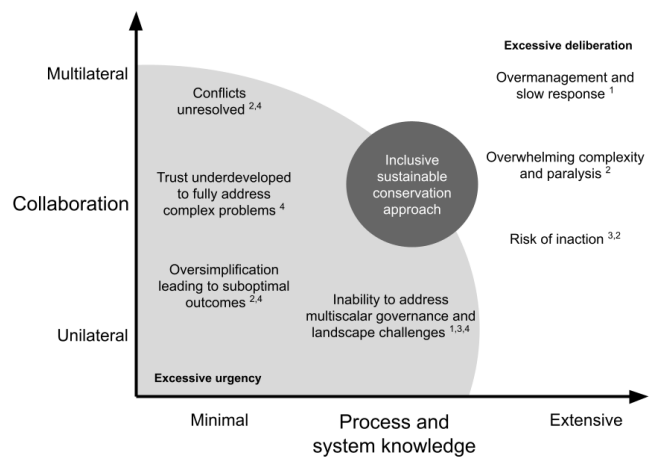 Excessive deliberation
Multilateral
Overmanagement and
slow response 1
Conflicts
unresolved 2,4
Inclusive
sustainable
conservation
approach
Overwhelming complexity
and paralysis 2
Trust underdeveloped
to fully address
complex problems 4
Collaboration
Risk of inaction 3,2
Oversimplification
leading to suboptimal
outcomes 2,4
Inability to address
multiscalar governance and
landscape challenges 1,3,4
Unilateral
Excessive urgency
Minimal
Process and
system knowledge
Extensive